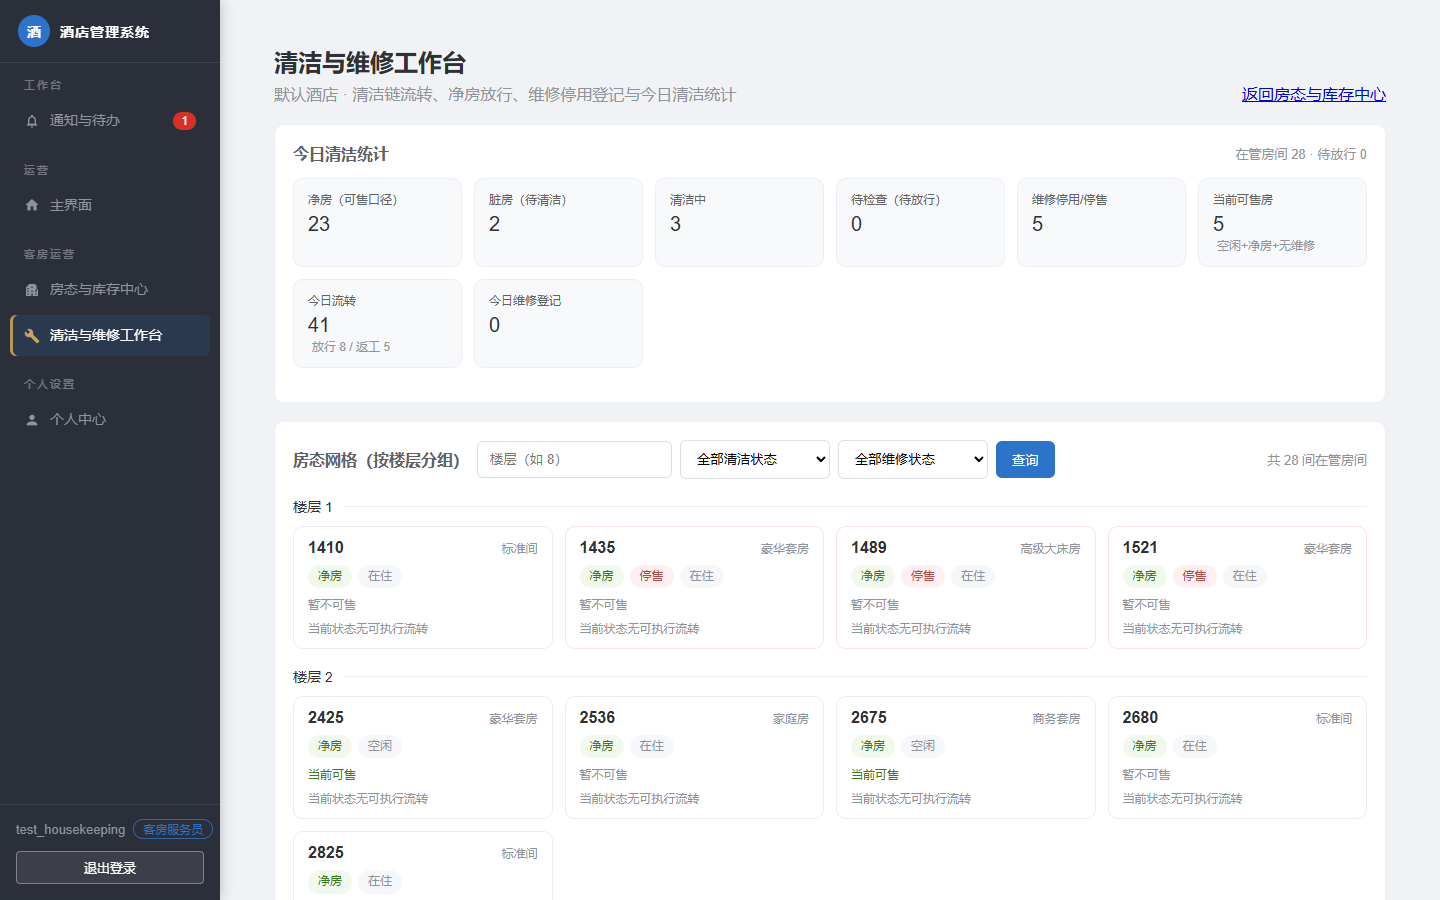 酒 酒店管理系统
工作台
通知与待办 1
运营
主界面
客房运营
房态与库存中心
清洁与维修工作台
个人设置
个人中心
test_housekeeping 客房服务员
退出登录
清洁与维修工作台
默认酒店 · 清洁链流转、净房放行、维修停用登记与今日清洁统计
返回房态与库存中心
今日清洁统计
在管房间 28 · 待放行 0
净房（可售口径）
23
脏房（待清洁）
2
清洁中
3
待检查（待放行）
0
维修停用/停售
5
当前可售房
5
空闲+净房+无维修
今日流转
41
放行 8 / 返工 5
今日维修登记
0
房态网格（按楼层分组） 楼层（如 8） 全部清洁状态 全部维修状态 查询 共 28 间在管房间
楼层 1
1410 标准间
净房 在住
暂不可售
当前状态无可执行流转
1435 豪华套房
净房 停售 在住
暂不可售
当前状态无可执行流转
1489 高级大床房
净房 停售 在住
暂不可售
当前状态无可执行流转
1521 豪华套房
净房 停售 在住
暂不可售
当前状态无可执行流转
楼层 2
2425 豪华套房
净房 空闲
当前可售
当前状态无可执行流转
2536 家庭房
净房 在住
暂不可售
当前状态无可执行流转
2675 商务套房
净房 空闲
当前可售
当前状态无可执行流转
2680 标准间
净房 在住
暂不可售
当前状态无可执行流转
2825 标准间
净房 在住